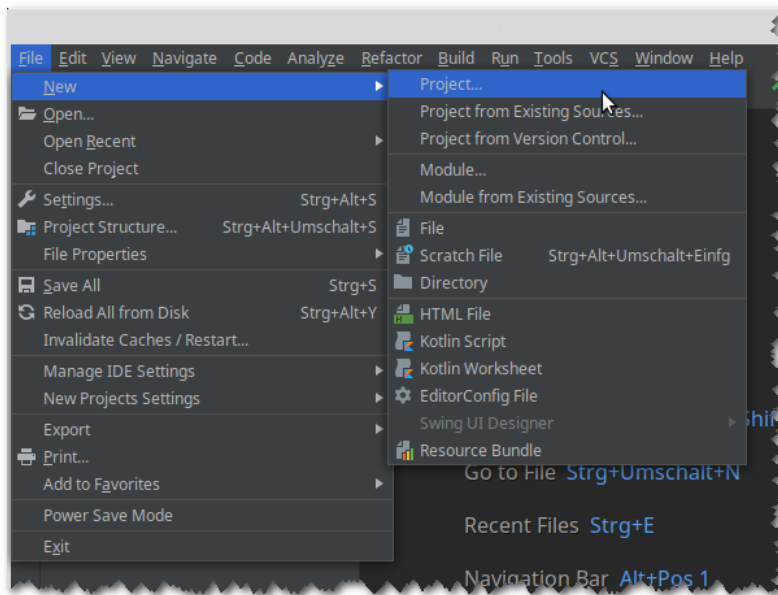 File Edit View Navigate Code Analyze Refactor Build Run Tools VCS Window Help
New
Open...
Open Recent
Close Project
Settings... Strg+Alt+S
Project Structure... Strg+Alt+Umschalt+S
File Properties
Save All Strg+S
Reload All from Disk Strg+Alt+Y
Invalidate Caches / Restart...
Manage IDE Settings
New Projects Settings
Export
Print...
Add to Favorites
Power Save Mode
Exit
Project...
Project from Existing Sources...
Project from Version Control...
Module...
Module from Existing Sources...
File
Scratch File Strg+Alt+Umschalt+Einfg
Directory
HTML File
Kotlin Script
Kotlin Worksheet
EditorConfig File
Swing UI Designer
Resource Bundle
Go to File Strg+Umschalt+N
Recent Files Strg+E
Navigation Bar Alt+Pos 1